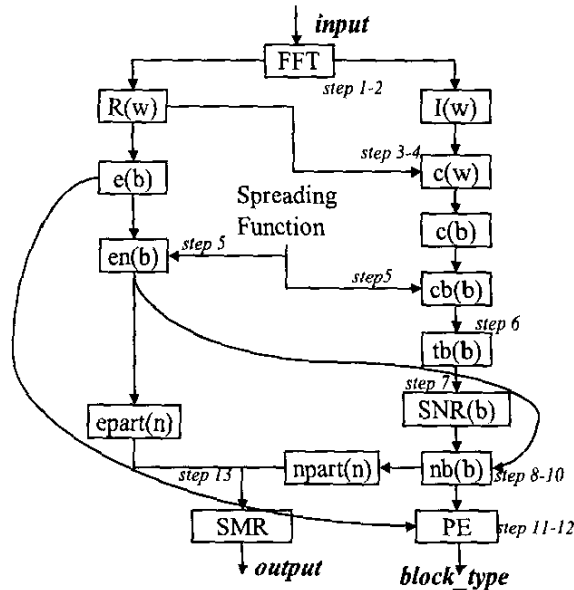 input
FFT
step 1-2
R(w)
I(w)
step 3-4
e(b)
c(w)
Spreading
Function
c(b)
step 5
en(b)
step5
cb(b)
step 6
tb(b)
step 7
SNR(b)
epart(n)
step 13
npart(n)
nb(b)
step 8-10
SMR
PE
step 11-12
output
block_type